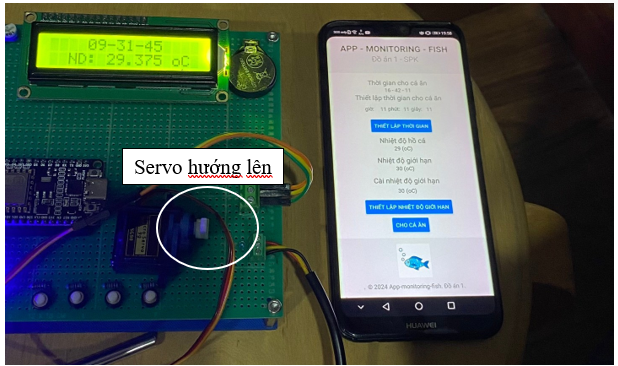 09-31-45
ND: 29.375 oC
Servo hướng lên
APP - MONITORING - FISH
Đồ án 1 - SPK
Thời gian cho cá ăn
16 - 42 - 11
Thiết lập thời gian cho cá ăn
giờ: 11 phút: 11 giây: 11
THIẾT LẬP THỜI GIAN
Nhiệt độ hồ cá
29 (oC)
Nhiệt độ giới hạn
30 (oC)
Cài nhiệt độ giới hạn
30 (oC)
THIẾT LẬP NHIỆT ĐỘ GIỚI HẠN
CHO CÁ ĂN
© 2024 App-monitoring-fish. Đồ án 1.
HUAWEI